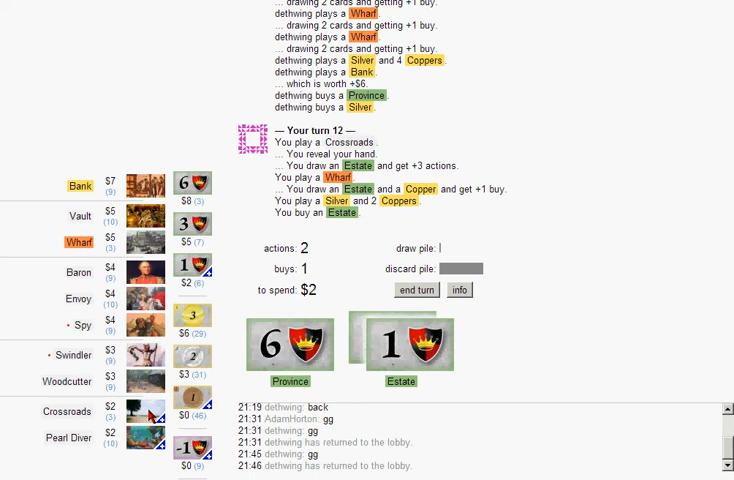 ... drawing 2 cards and getting +1 buy.
dethwing plays a Wharf.
... drawing 2 cards and getting +1 buy.
dethwing plays a Wharf.
... drawing 2 cards and getting +1 buy.
dethwing plays a Silver and 4 Coppers.
dethwing plays a Bank.
... which is worth +$6.
dethwing buys a Province.
dethwing buys a Silver.
— Your turn 12 —
You play a Crossroads.
... You reveal your hand.
... You draw an Estate and get +3 actions.
You play a Wharf.
... You draw an Estate and a Copper and get +1 buy.
You play a Silver and 2 Coppers.
You buy an Estate.
Bank $7 (9)
Vault $5 (10)
Wharf $5 (3)
Baron $4 (9)
Envoy $4 (10)
• Spy $4 (9)
• Swindler $3 (9)
Woodcutter $3 (9)
Crossroads $2 (3)
Pearl Diver $2 (10)
6
$8 (3)
3
$5 (7)
1
$2 (6)
3
$6 (29)
2
$3 (31)
1
$0 (46)
-1
$0 (9)
actions: 2
draw pile:
buys: 1
discard pile:
to spend: $2
end turn
info
6
1
Province
Estate
21:19 dethwing: back
21:31 AdamHorton: gg
21:31 dethwing: gg
21:31 dethwing has returned to the lobby.
21:45 dethwing: gg
21:46 dethwing has returned to the lobby.